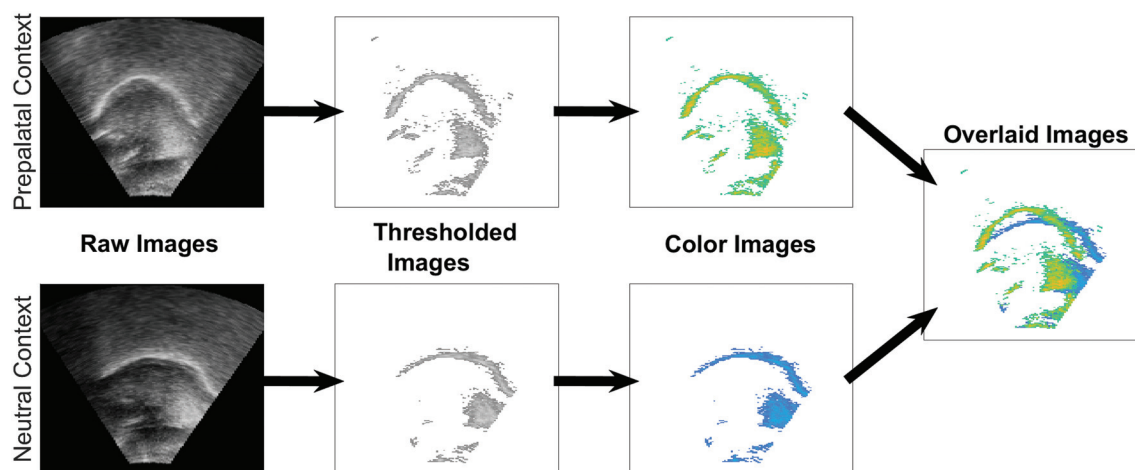 Prepalatal Context
Overlaid Images
Raw Images
Thresholded
Images
Color Images
Neutral Context